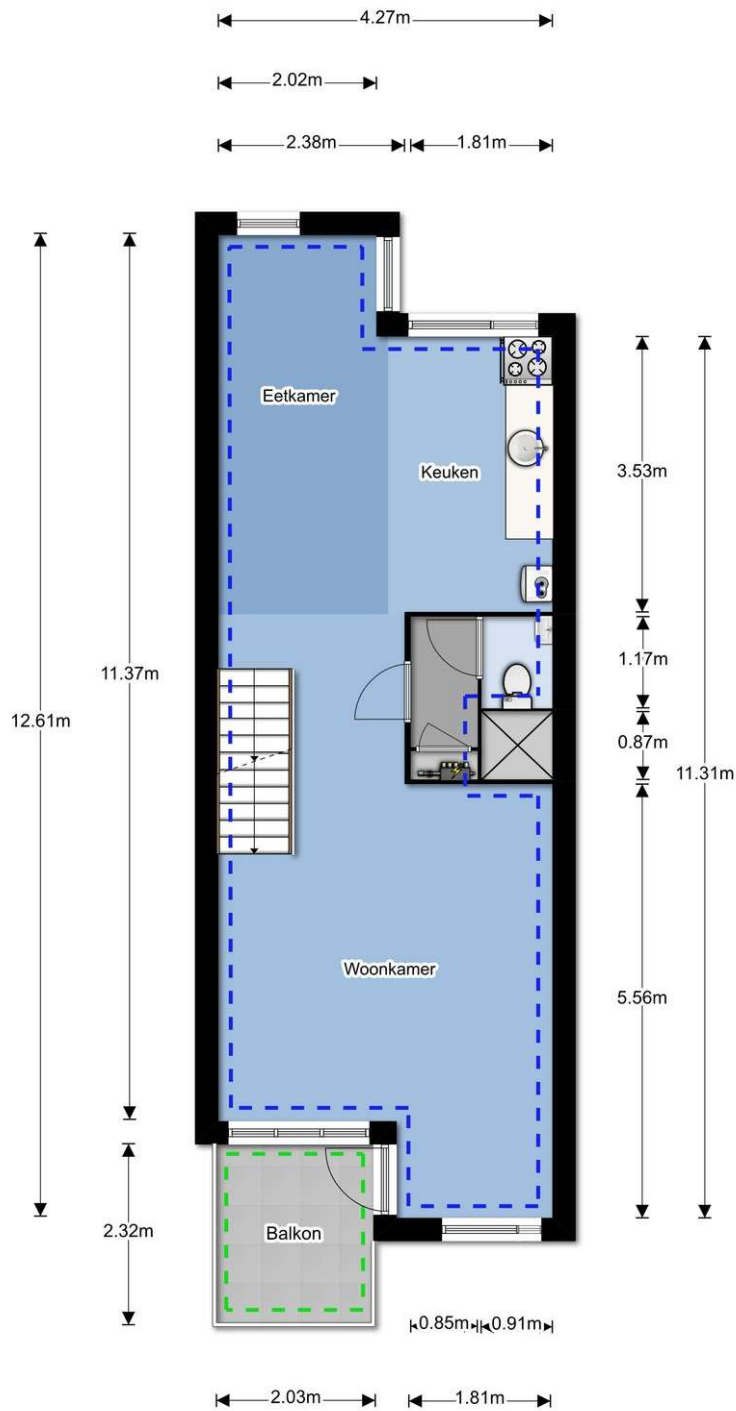 4.27m
2.02m
2.38m
1.81m
Eetkamer
Keuken
3.53m
1.17m
11.37m
12.61m
0.87m
11.31m
Woonkamer
5.56m
Balkon
2.32m
0.85m
0.91m
2.03m
1.81m